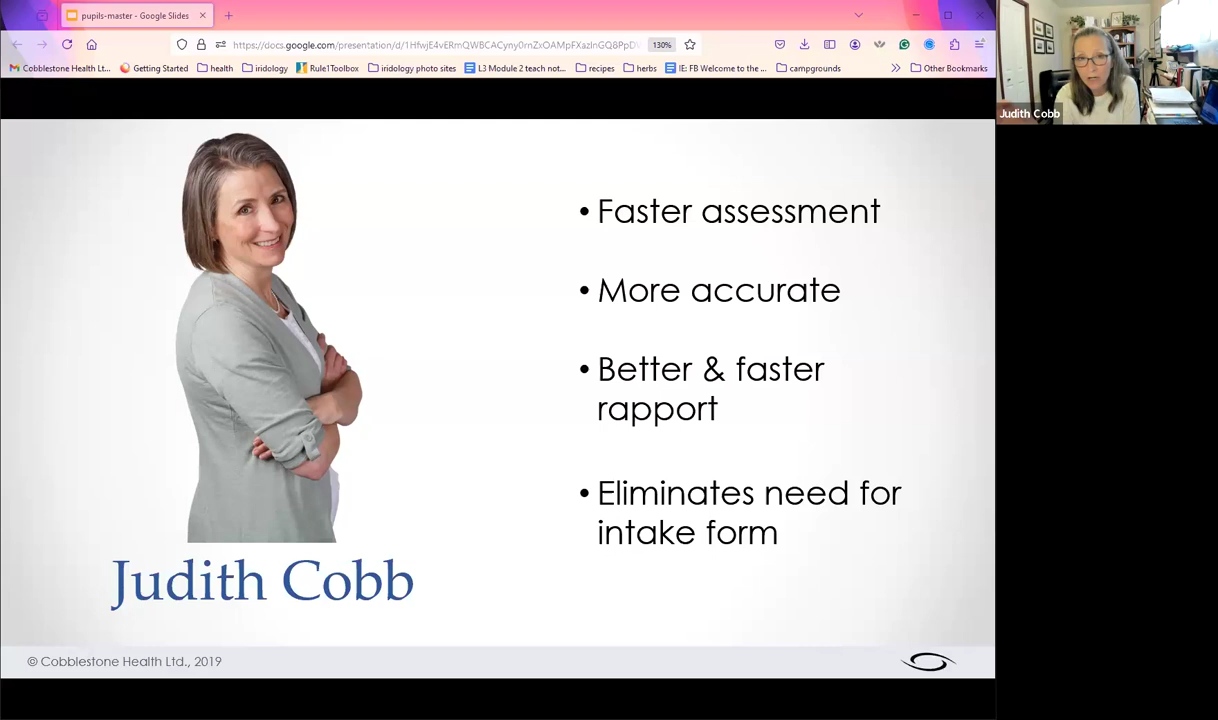 pupils-master - Google Slides
https://docs.google.com/presentation/d/1HfwjE4vERmQWBCACyny0rnZxOAMpFXazlnGQ8PpDV
130%
Cobblestone Health Lt...
Getting Started
health
iridology
Rule1Toolbox
iridology photo sites
L3 Module 2 teach not...
recipes
herbs
IE: FB Welcome to the ...
campgrounds
Other Bookmarks
Judith Cobb
• Faster assessment
• More accurate
• Better & faster
rapport
• Eliminates need for
intake form
Judith Cobb
© Cobblestone Health Ltd., 2019